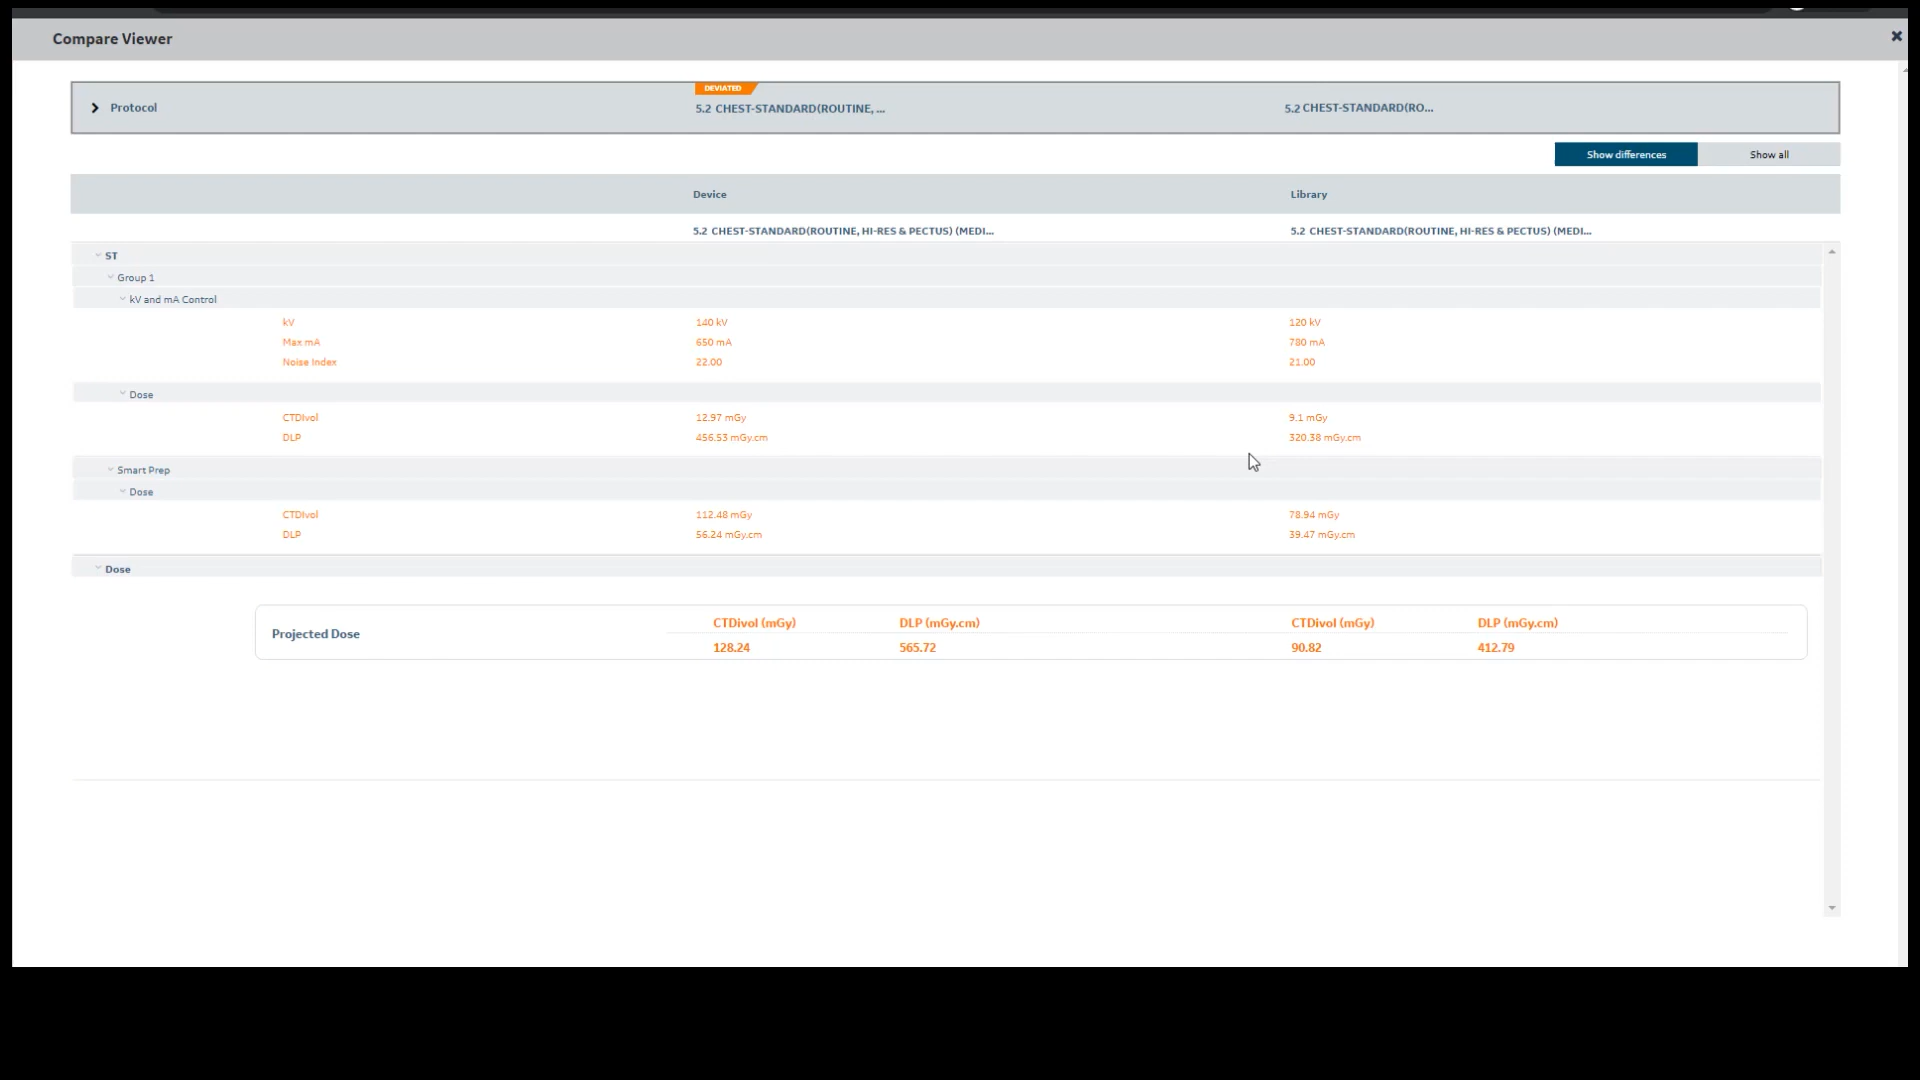 Compare Viewer
DEVIATED
Protocol 5.2 CHEST-STANDARD(ROUTINE, ... 5.2 CHEST-STANDARD(RO...
Show differences Show all
Device Library
5.2 CHEST-STANDARD(ROUTINE, HI-RES & PECTUS) (MEDI... 5.2 CHEST-STANDARD(ROUTINE, HI-RES & PECTUS) (MEDI...
ST
Group 1
kV and mA Control
kV 140 kV 120 kV
Max mA 650 mA 780 mA
Noise Index 22.00 21.00
Dose
CTDIvol 12.97 mGy 9.1 mGy
DLP 456.53 mGy.cm 320.38 mGy.cm
Smart Prep
Dose
CTDIvol 112.48 mGy 78.94 mGy
DLP 56.24 mGy.cm 39.47 mGy.cm
Dose
CTDivol (mGy) DLP (mGy.cm) CTDivol (mGy) DLP (mGy.cm)
Projected Dose
128.24 565.72 90.82 412.79